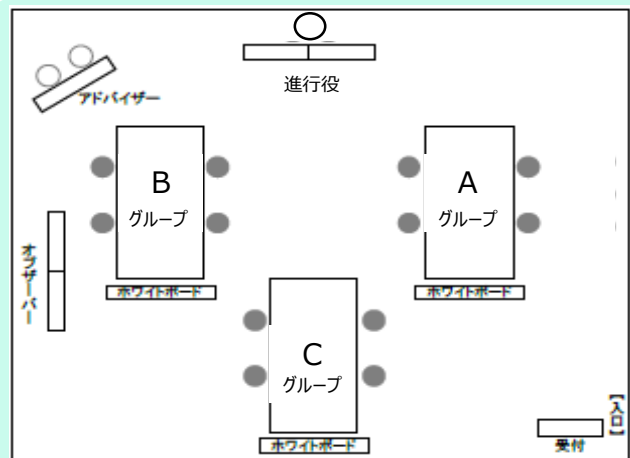 進行役
アドバイザー
B
グループ
A
グループ
オブザーバー
ホワイトボード
ホワイトボード
C
グループ
【入口】
ホワイトボード
受付